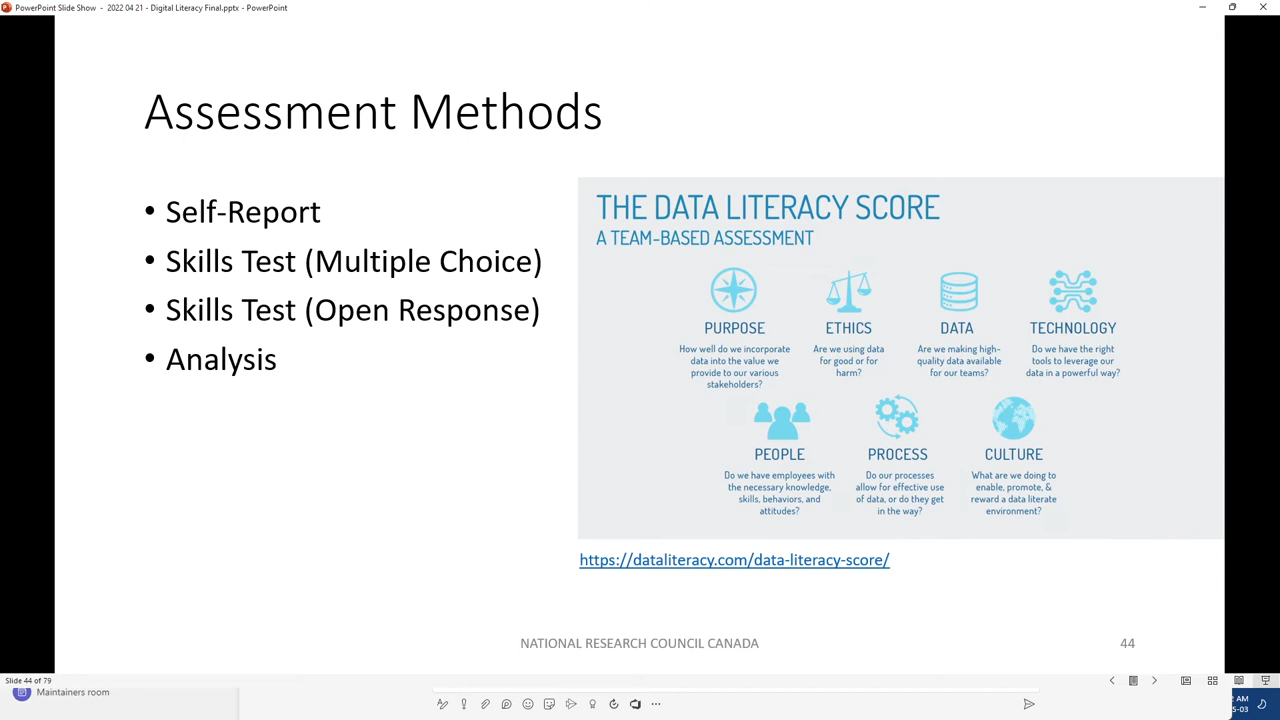 PowerPoint Slide Show - 2022 04 21 - Digital Literacy Final.pptx - PowerPoint
Assessment Methods
• Self-Report
• Skills Test (Multiple Choice)
• Skills Test (Open Response)
• Analysis
THE DATA LITERACY SCORE
A TEAM-BASED ASSESSMENT
PURPOSE
How well do we incorporate
data into the value we
provide to our various
stakeholders?
ETHICS
Are we using data
for good or for
harm?
DATA
Are we making high-
quality data available
for our teams?
TECHNOLOGY
Do we have the right
tools to leverage our
data in a powerful way?
PEOPLE
Do we have employees with
the necessary knowledge,
skills, behaviors, and
attitudes?
PROCESS
Do our processes
allow for effective use
of data, or do they get
in the way?
CULTURE
What are we doing to
enable, promote, &
reward a data literate
environment?
https://dataliteracy.com/data-literacy-score/
NATIONAL RESEARCH COUNCIL CANADA
44
Slide 44 of 79
Maintainers room